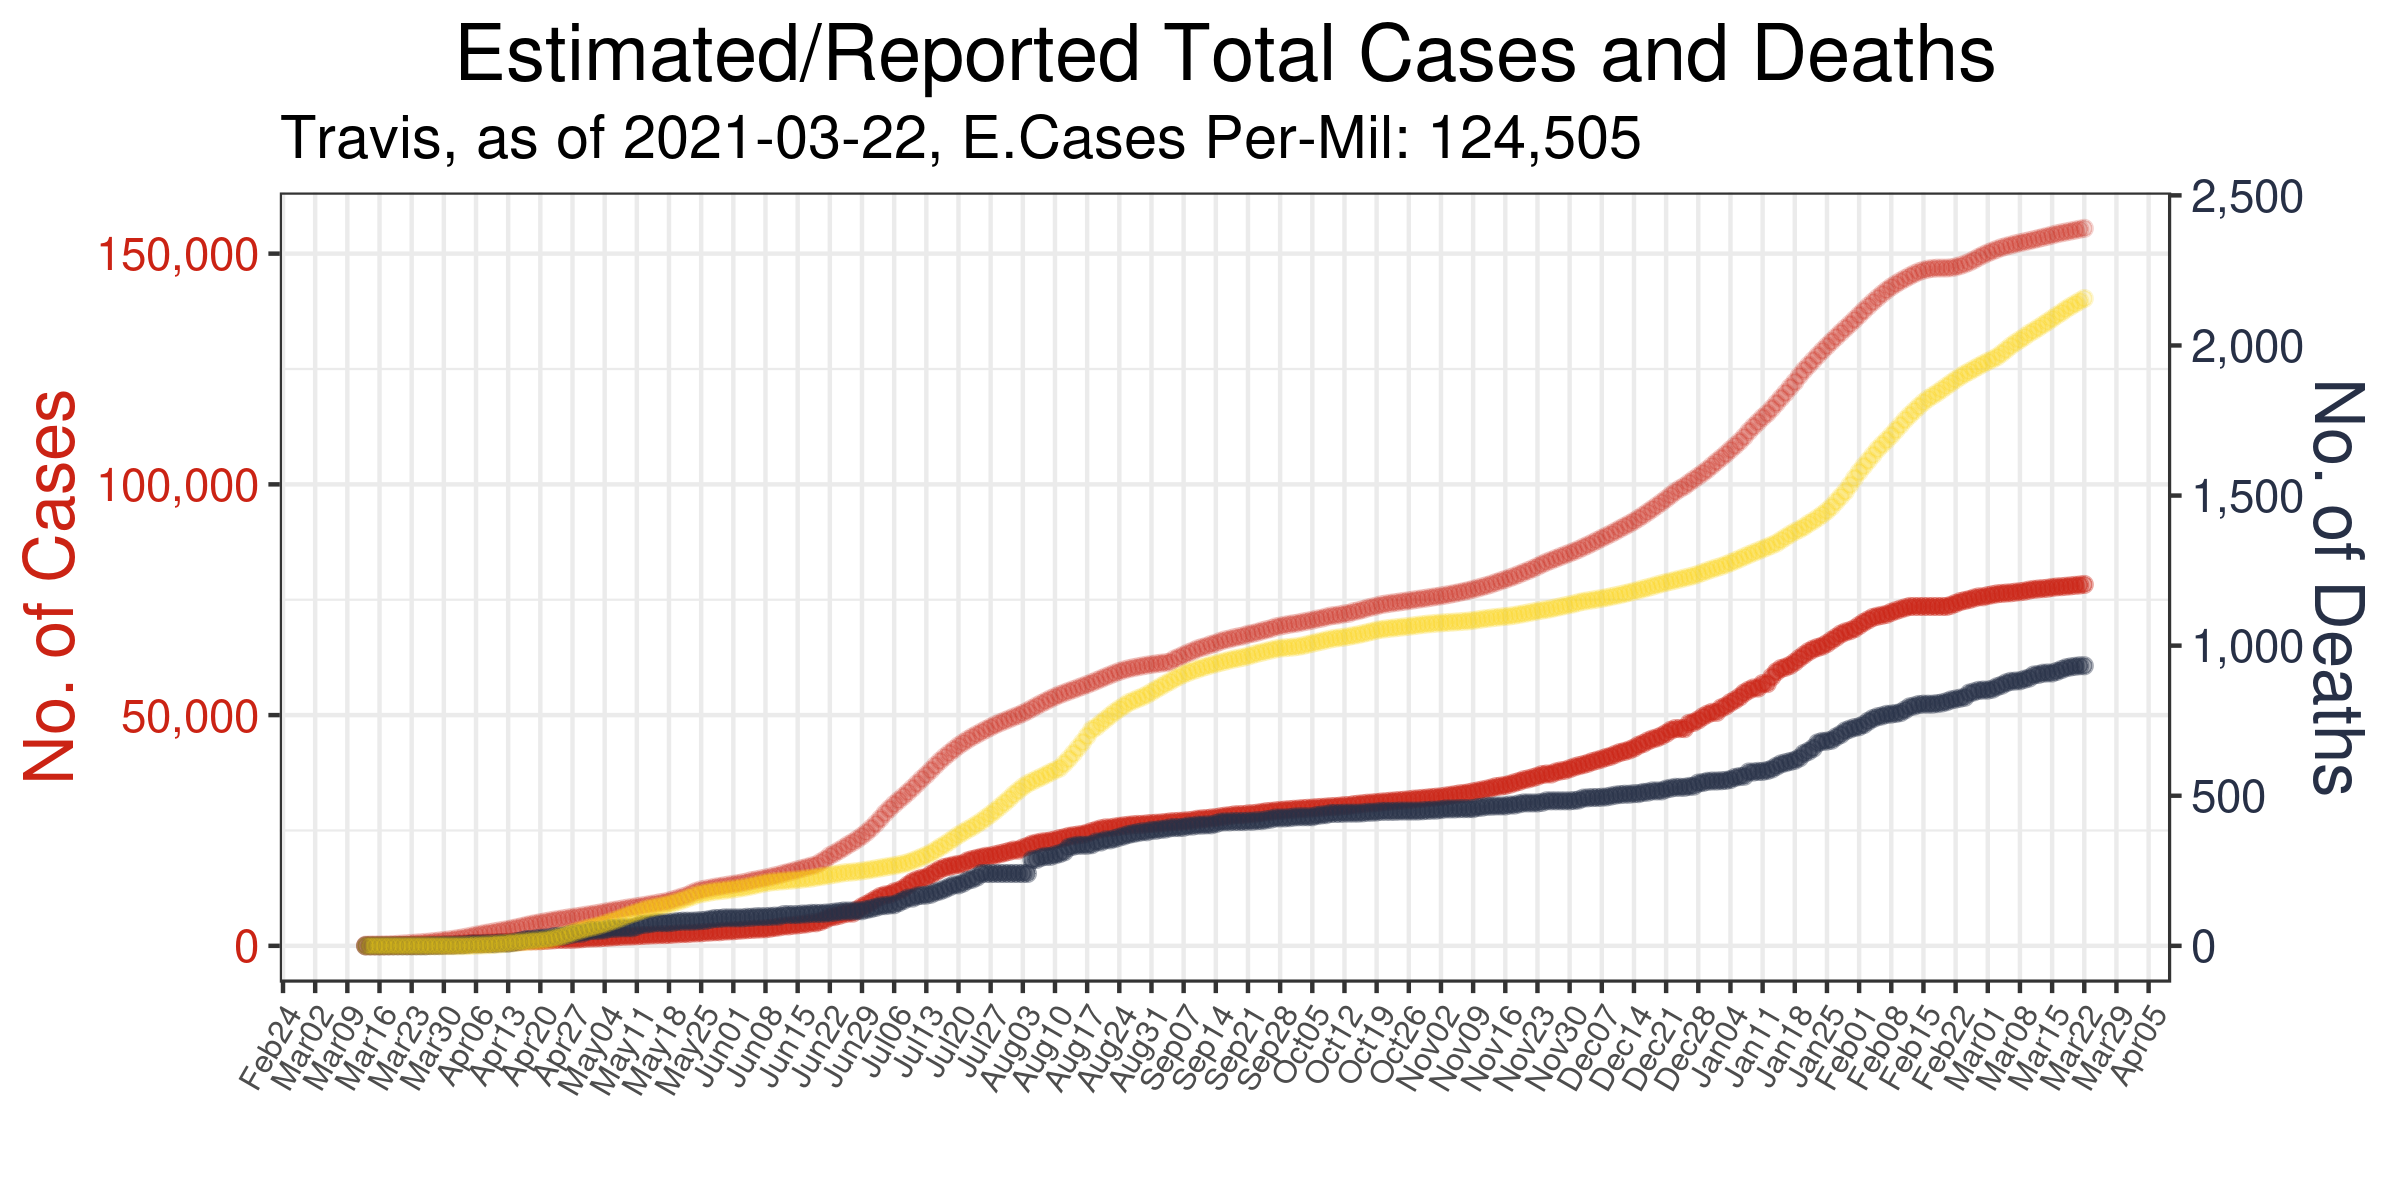 Estimated/Reported Total Cases and Deaths
Travis, as of 2021-03-22, E.Cases Per-Mil: 124,505
No. of Cases
150,000
100,000
50,000
0
2,500
2,000
1,500
1,000
500
0
No. of Deaths
Feb24
Mar02
Mar09
Mar16
Mar23
Mar30
Apr06
Apr13
Apr20
Apr27
May04
May11
May18
May25
Jun01
Jun08
Jun15
Jun22
Jun29
Jul06
Jul13
Jul20
Jul27
Aug03
Aug10
Aug17
Aug24
Aug31
Sep07
Sep14
Sep21
Sep28
Oct05
Oct12
Oct19
Oct26
Nov02
Nov09
Nov16
Nov23
Nov30
Dec07
Dec14
Dec21
Dec28
Jan04
Jan11
Jan18
Jan25
Feb01
Feb08
Feb15
Feb22
Mar01
Mar08
Mar15
Mar22
Mar29
Apr05